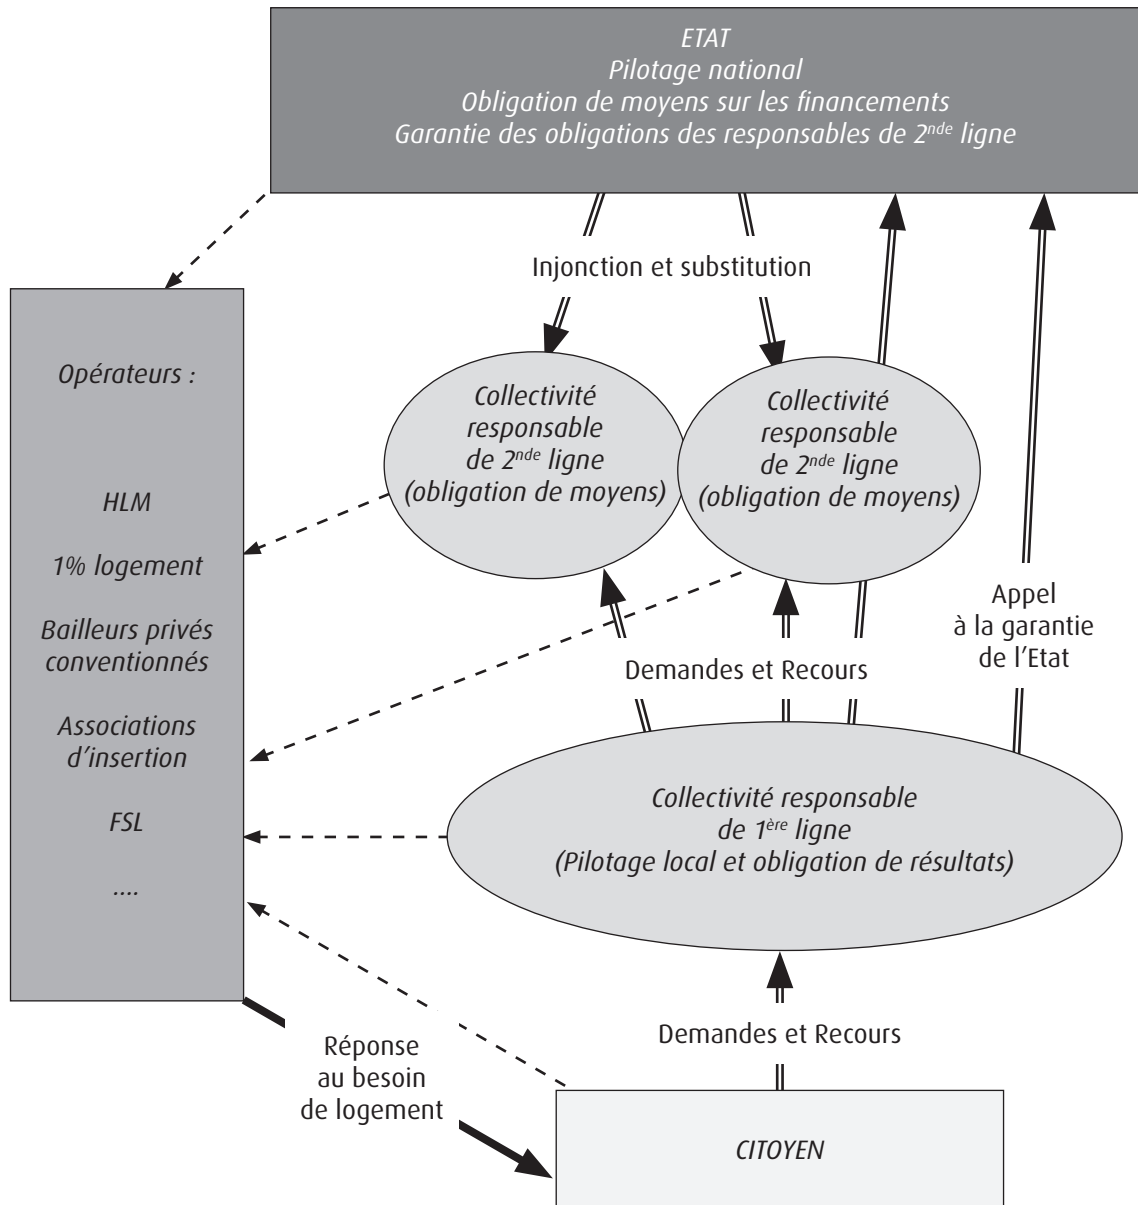 ETAT
Pilotage national
Obligation de moyens sur les financements
Garantie des obligations des responsables de 2nde ligne
Injonction et substitution
Opérateurs :
HLM
1% logement
Bailleurs privés
conventionnés
Associations
d’insertion
FSL
....
Collectivité
responsable
de 2nde ligne
(obligation de moyens)
Collectivité
responsable
de 2nde ligne
(obligation de moyens)
Appel
à la garantie
de l’Etat
Demandes et Recours
Collectivité responsable
de 1ère ligne
(Pilotage local et obligation de résultats)
Demandes et Recours
Réponse
au besoin
de logement
CITOYEN